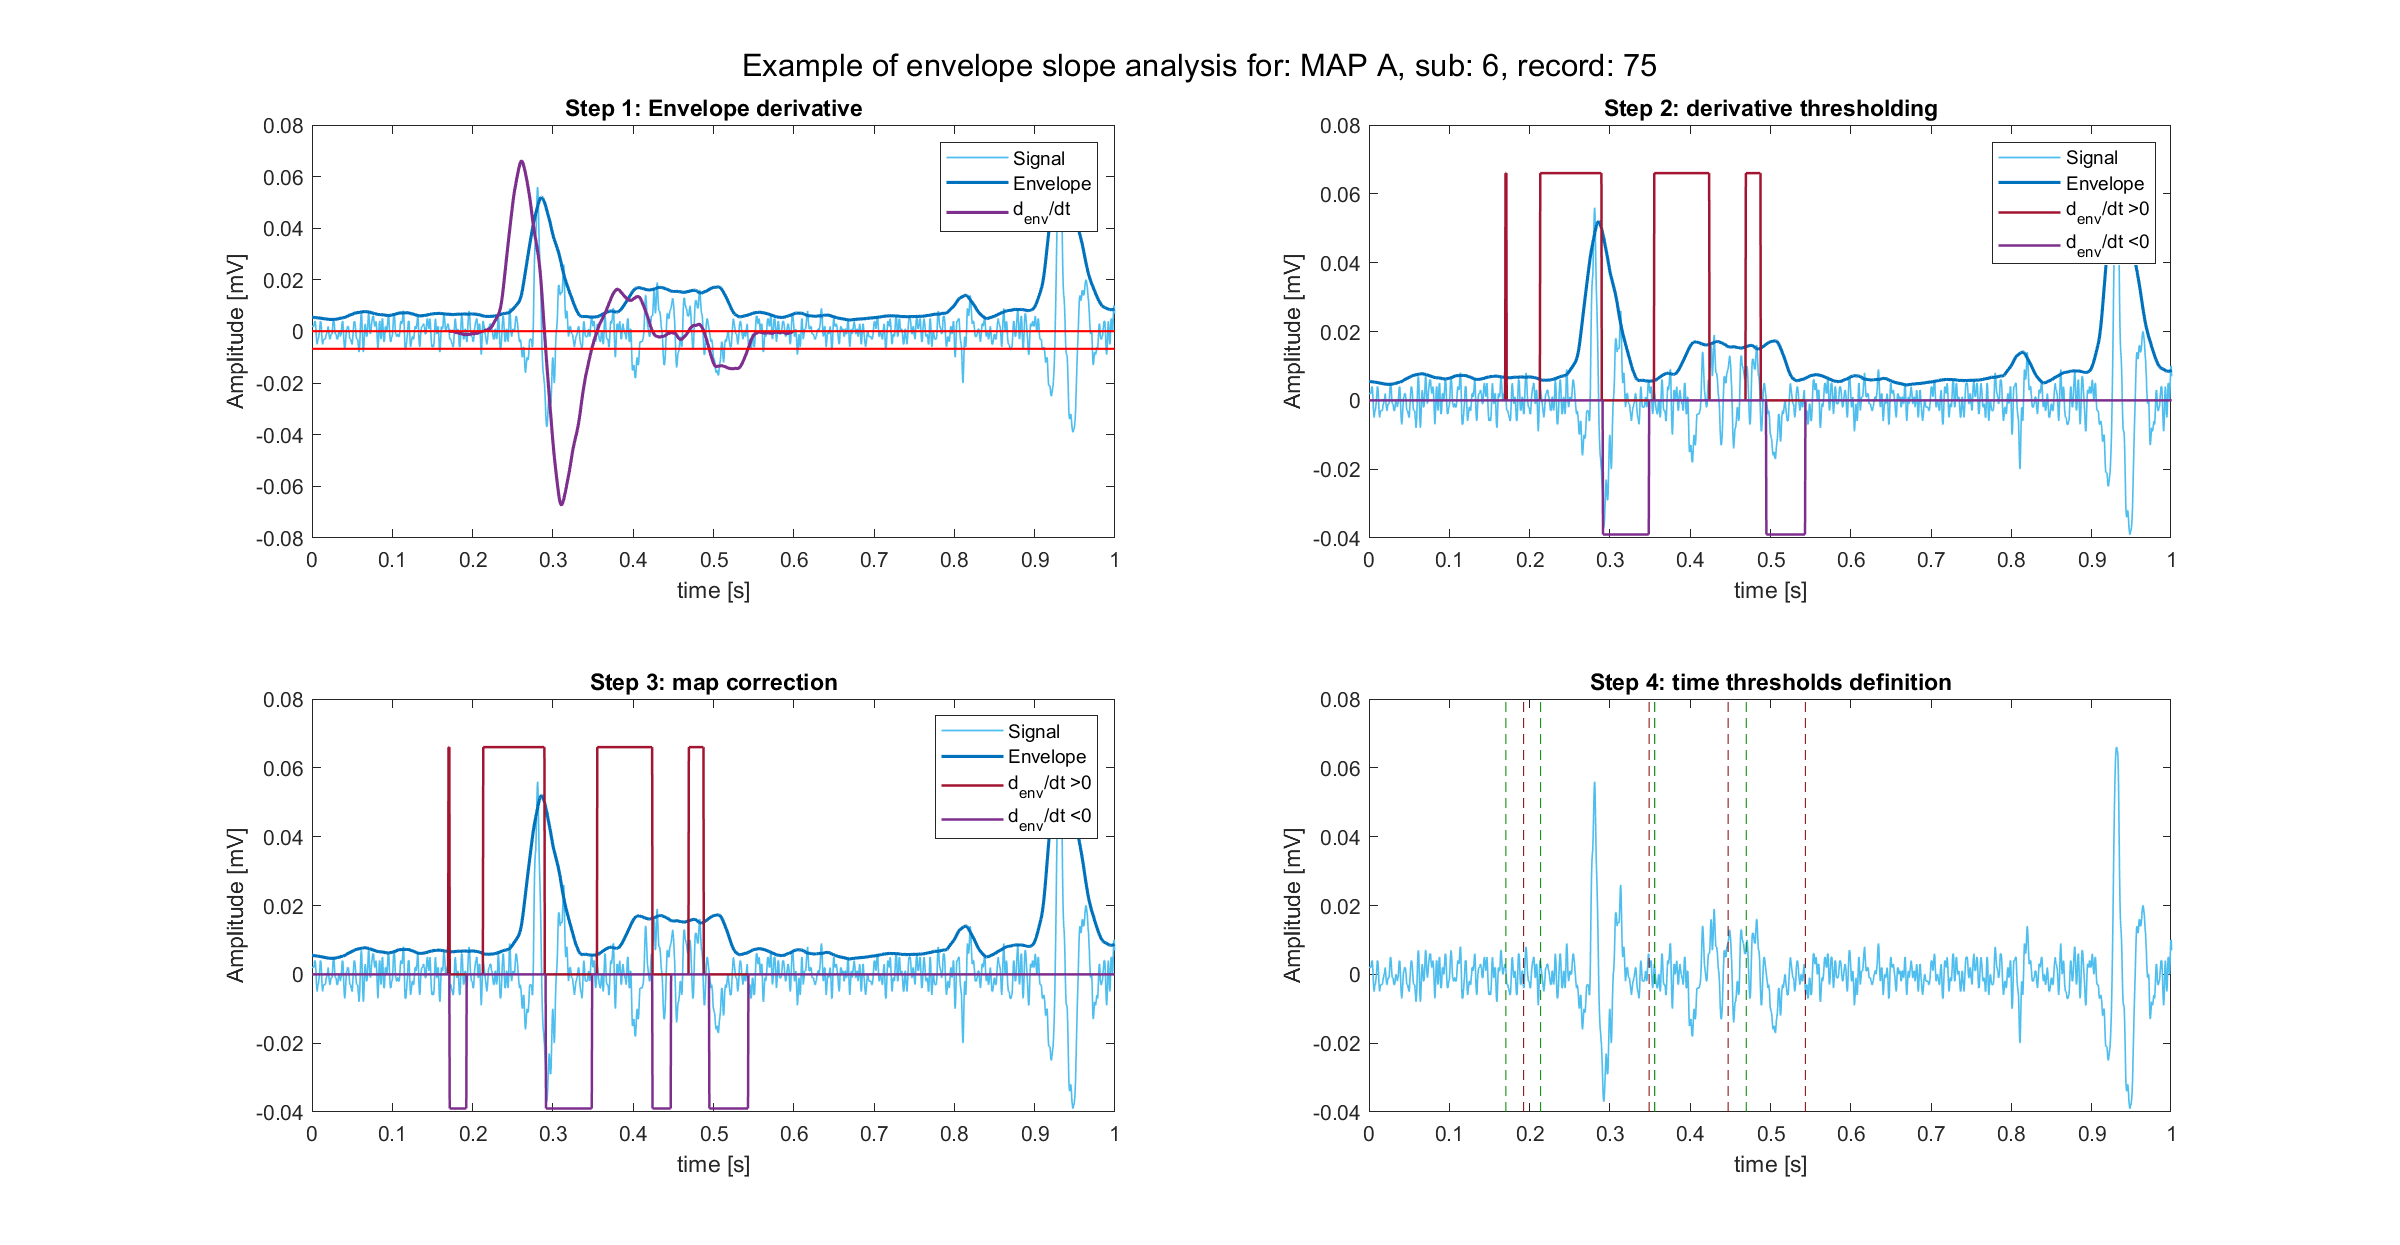 Example of envelope slope analysis for: MAP A, sub: 6, record: 75
Step 1: Envelope derivative
0.08
0.06
0.04
0.02
0
-0.02
-0.04
-0.06
-0.08
Amplitude [mV]
0 0.1 0.2 0.3 0.4 0.5 0.6 0.7 0.8 0.9 1
time [s]
Signal
Envelope
d_env/dt
Step 2: derivative thresholding
0.08
0.06
0.04
0.02
0
-0.02
-0.04
Amplitude [mV]
0 0.1 0.2 0.3 0.4 0.5 0.6 0.7 0.8 0.9 1
time [s]
Signal
Envelope
d_env/dt >0
d_env/dt <0
Step 3: map correction
0.08
0.06
0.04
0.02
0
-0.02
-0.04
Amplitude [mV]
0 0.1 0.2 0.3 0.4 0.5 0.6 0.7 0.8 0.9 1
time [s]
Signal
Envelope
d_env/dt >0
d_env/dt <0
Step 4: time thresholds definition
0.08
0.06
0.04
0.02
0
-0.02
-0.04
Amplitude [mV]
0 0.1 0.2 0.3 0.4 0.5 0.6 0.7 0.8 0.9 1
time [s]